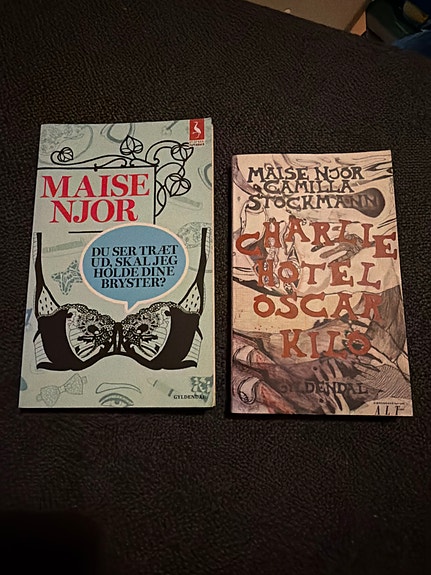 MAISE
NJOR
DU SER TRÆT
UD, SKAL JEG
HOLDE DINE
BRYSTER?
GYLDENDAL
MAISE NJOR
CAMILLA
STOCKMANN
CHARLIE
HOTEL
OSCAR
KILO
GYLDENDAL